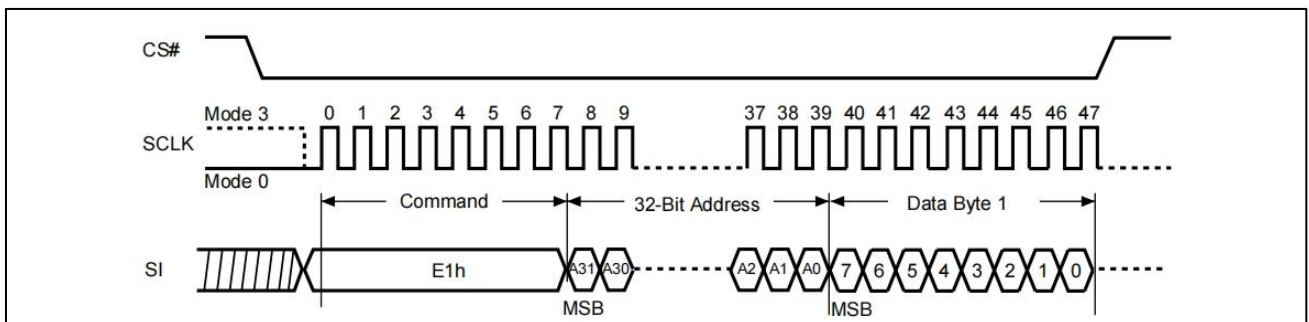 CS#
Mode 3 0 1 2 3 4 5 6 7 8 9 37 38 39 40 41 42 43 44 45 46 47
SCLK
Mode 0
Command 32-Bit Address Data Byte 1
SI E1h A31 A30 A2 A1 A0 7 6 5 4 3 2 1 0
MSB MSB